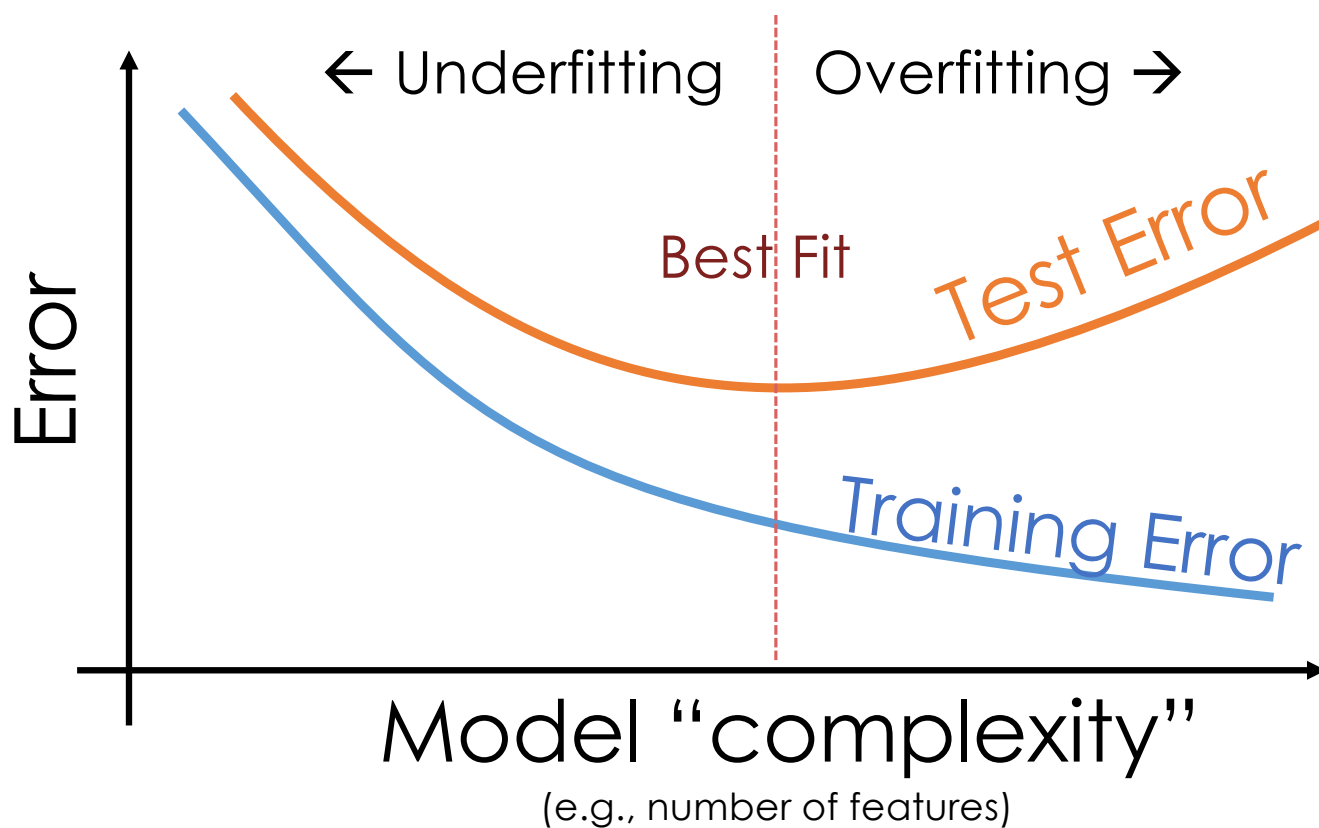 ← Underfitting
Overfitting →
Best Fit
Test Error
Error
Training Error
Model “complexity”
(e.g., number of features)